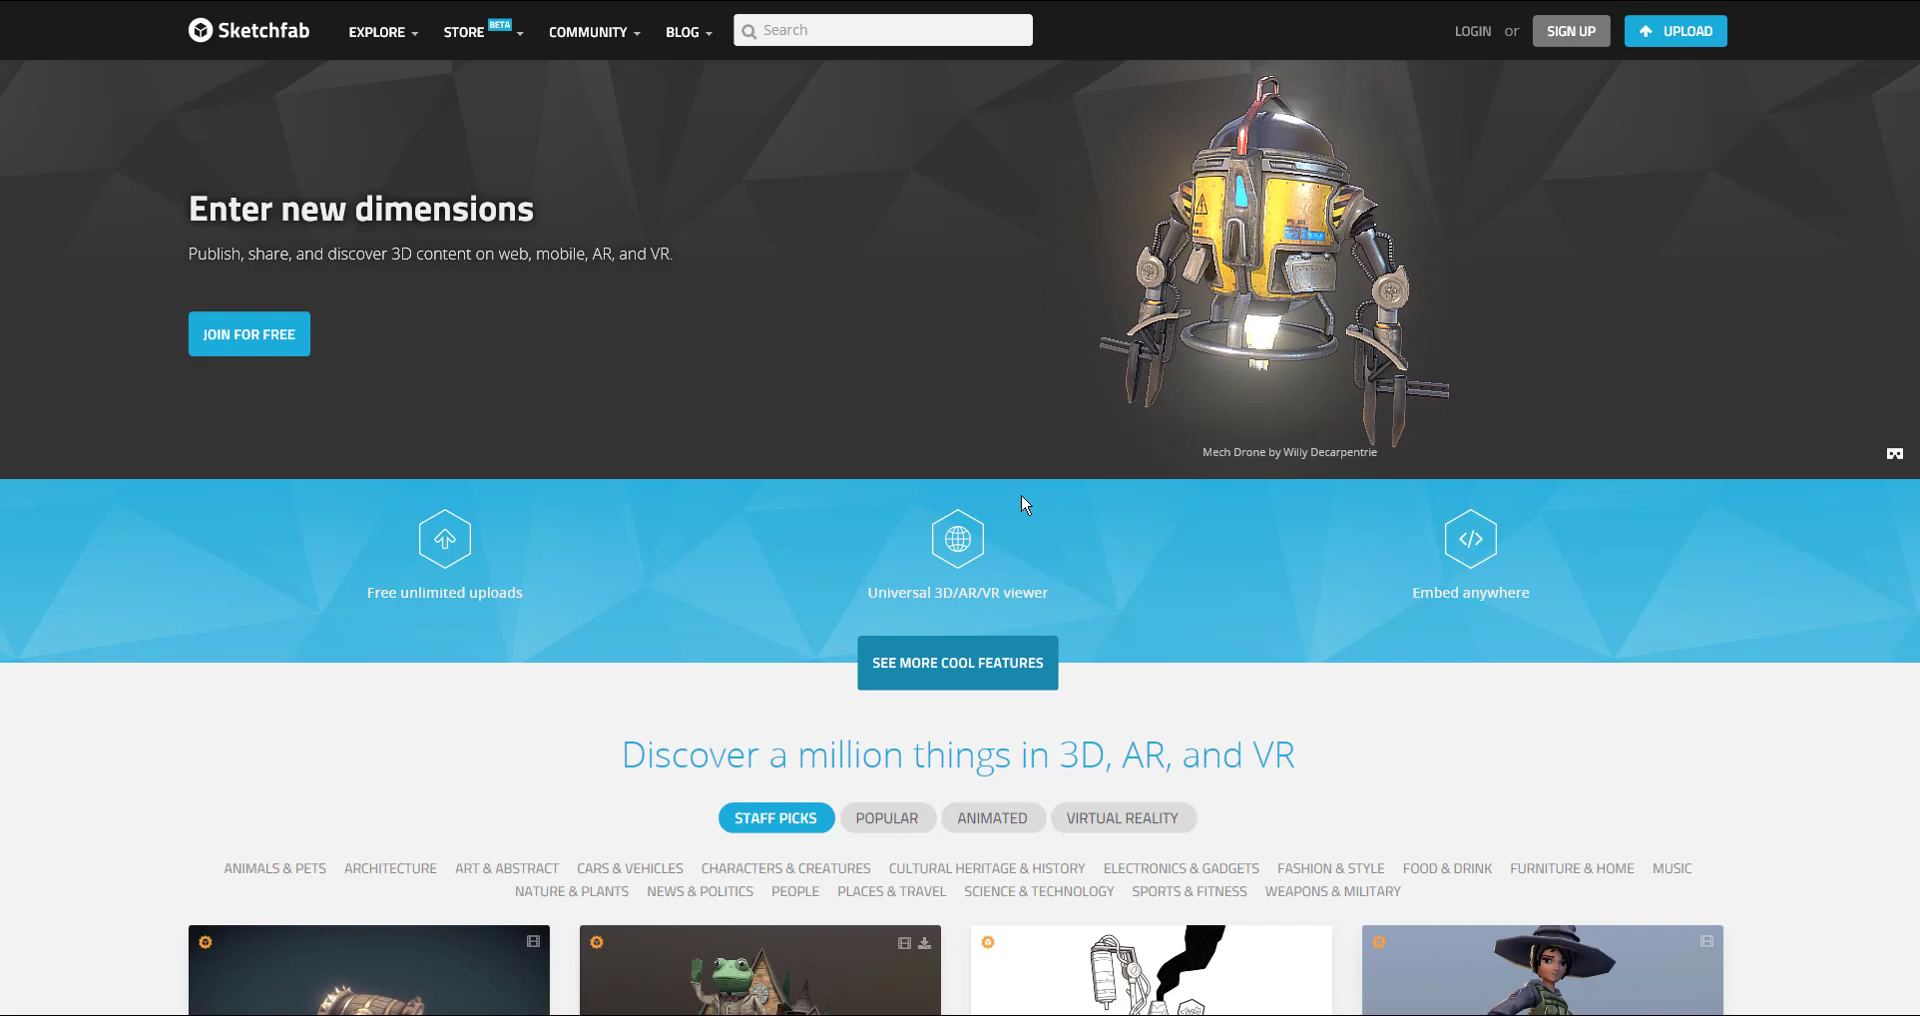 Sketchfab EXPLORE STORE BETA COMMUNITY BLOG Search LOGIN or SIGN UP UPLOAD
Enter new dimensions
Publish, share, and discover 3D content on web, mobile, AR, and VR.
JOIN FOR FREE
Mech Drone by Willy Decarpentrie
Free unlimited uploads Universal 3D/AR/VR viewer Embed anywhere
SEE MORE COOL FEATURES
Discover a million things in 3D, AR, and VR
STAFF PICKS POPULAR ANIMATED VIRTUAL REALITY
ANIMALS & PETS ARCHITECTURE ART & ABSTRACT CARS & VEHICLES CHARACTERS & CREATURES CULTURAL HERITAGE & HISTORY ELECTRONICS & GADGETS FASHION & STYLE FOOD & DRINK FURNITURE & HOME MUSIC
NATURE & PLANTS NEWS & POLITICS PEOPLE PLACES & TRAVEL SCIENCE & TECHNOLOGY SPORTS & FITNESS WEAPONS & MILITARY